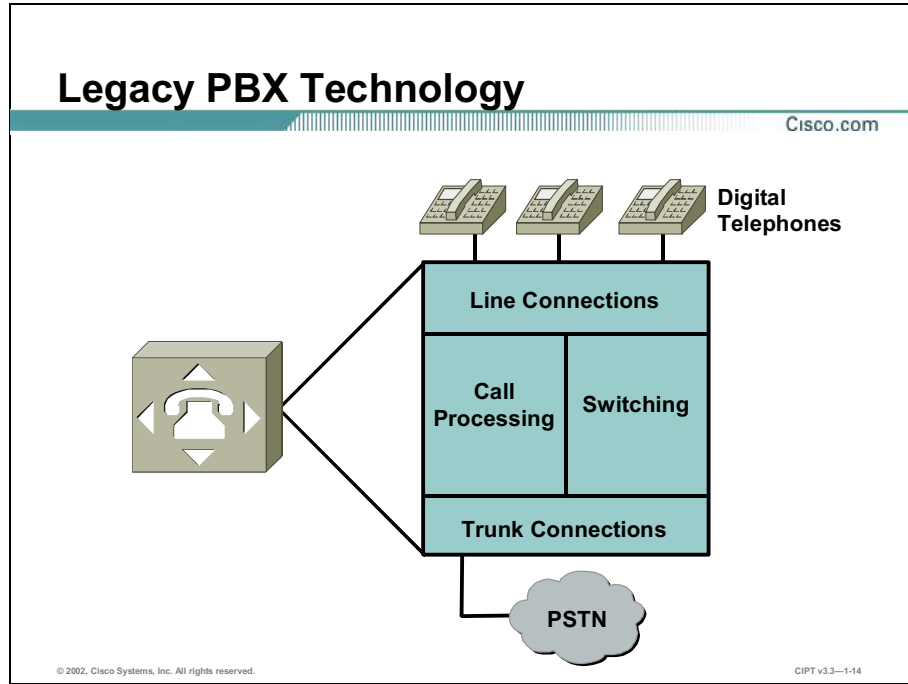 Legacy PBX Technology
Cisco.com
Digital
Telephones
Line Connections
Call
Processing
Switching
Trunk Connections
PSTN
© 2002, Cisco Systems, Inc. All rights reserved.
CIPT v3.3—1-14